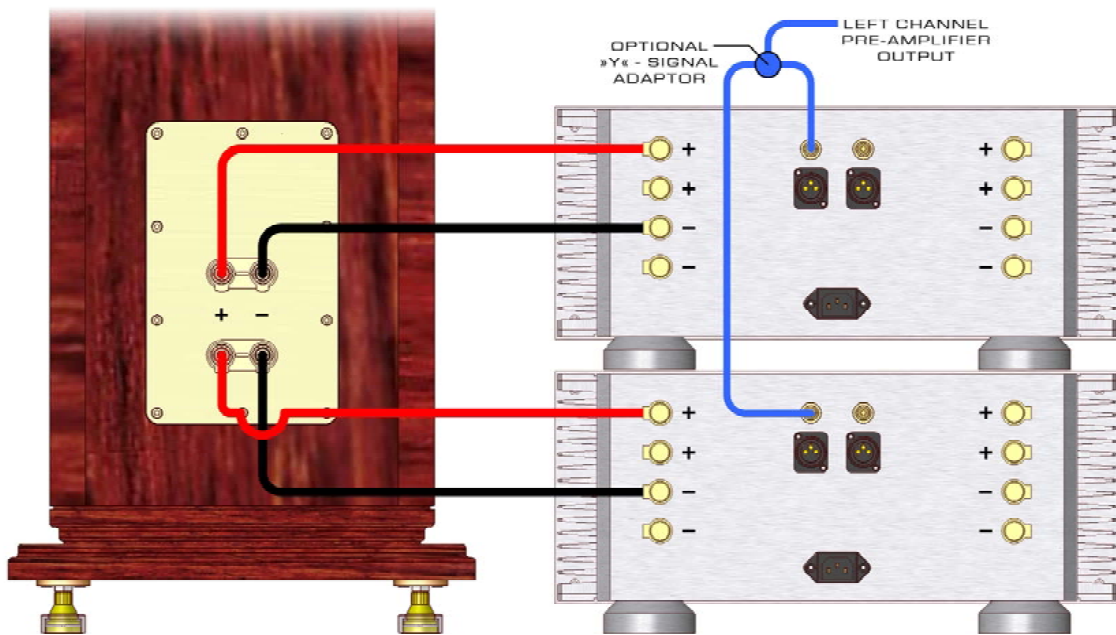 LEFT CHANNEL
PRE-AMPLIFIER
OUTPUT
OPTIONAL
»Y« - SIGNAL
ADAPTOR
+ +
+ +
− −
− −
+ −
+ +
+ +
− −
− −